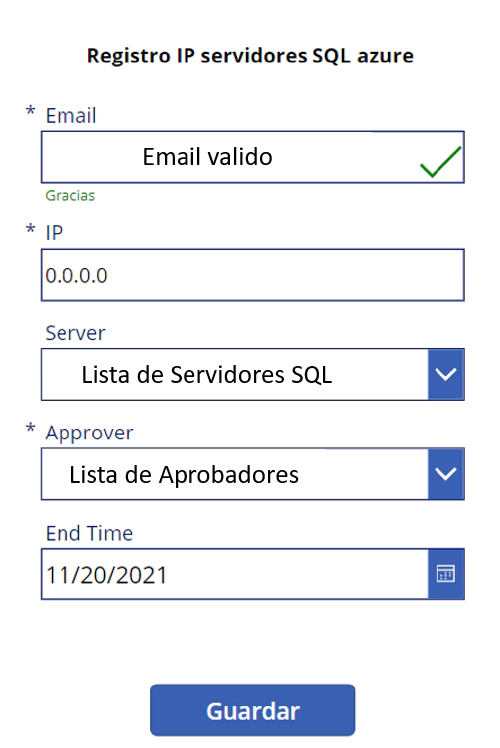 Registro IP servidores SQL azure
* Email
Email valido
Gracias
* IP
0.0.0.0
Server
Lista de Servidores SQL
* Approver
Lista de Aprobadores
End Time
11/20/2021
Guardar